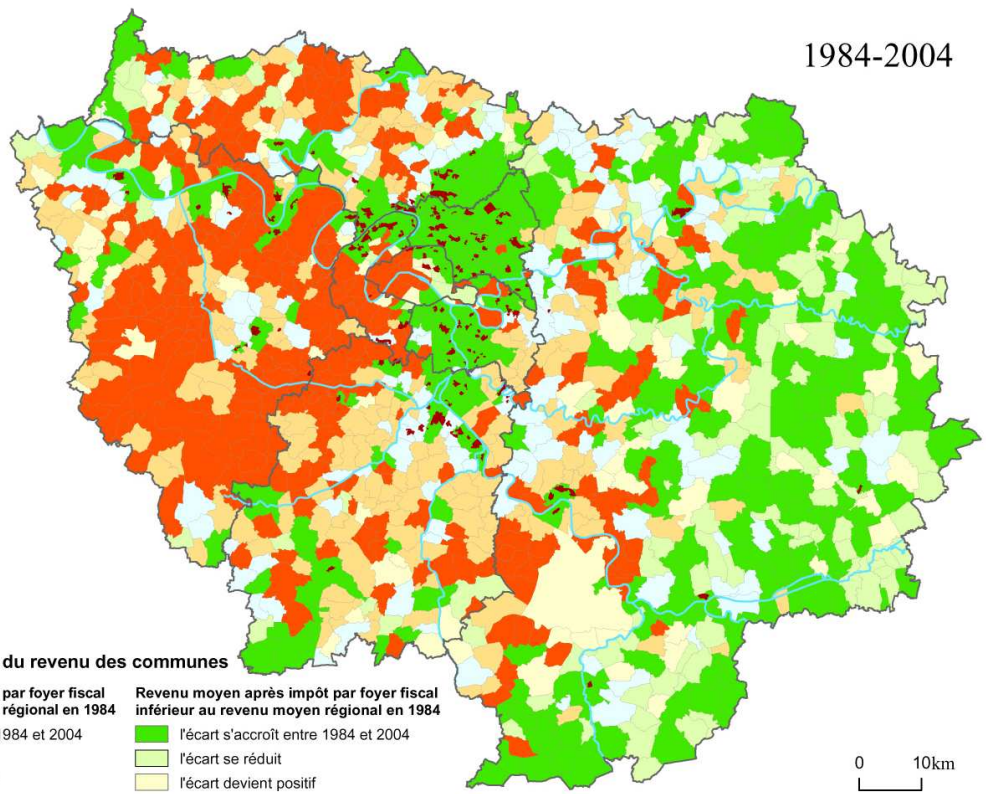 1984-2004
du revenu des communes
par foyer fiscal
régional en 1984
984 et 2004
Revenu moyen après impôt par foyer fiscal
inférieur au revenu moyen régional en 1984
l'écart s'accroît entre 1984 et 2004
l'écart se réduit
l'écart devient positif
0 10km